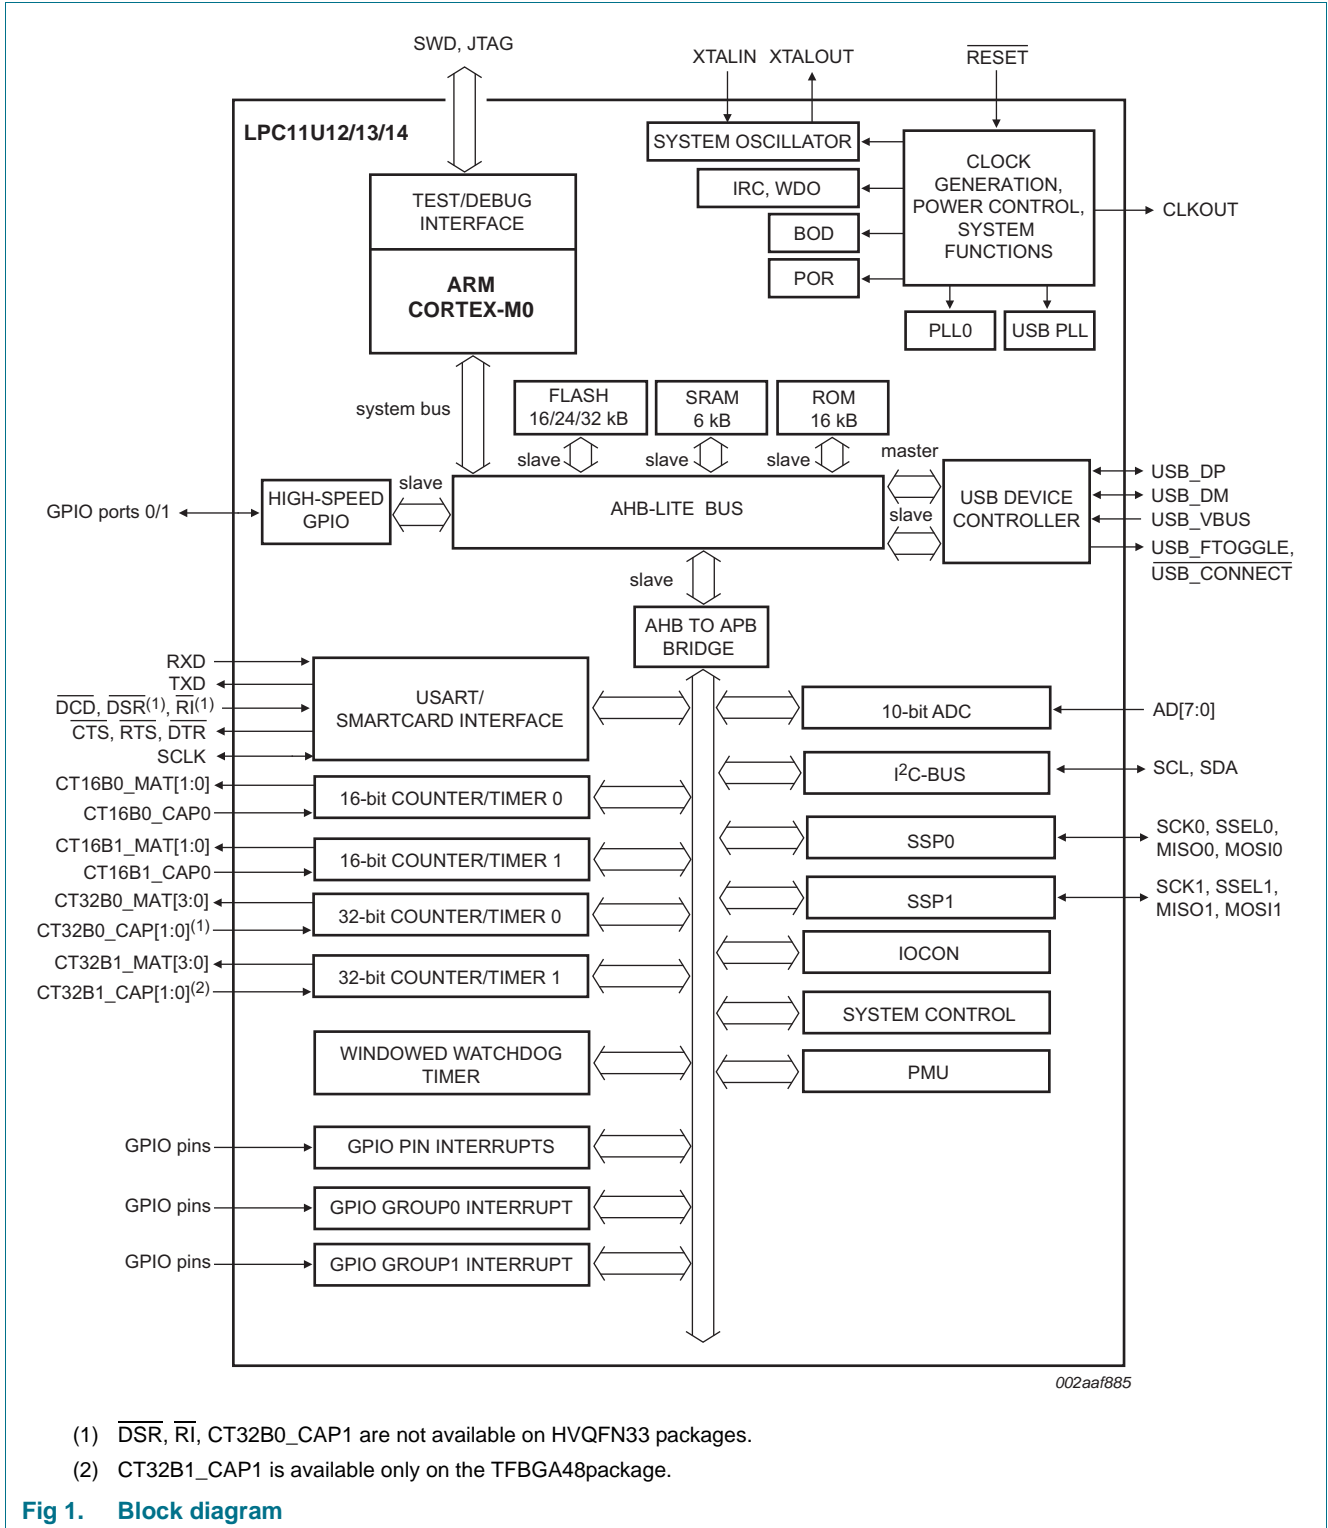 SWD, JTAG
XTALIN XTALOUT
RESET
LPC11U12/13/14
SYSTEM OSCILLATOR
CLOCK
GENERATION,
POWER CONTROL,
SYSTEM
FUNCTIONS
IRC, WDO
CLKOUT
BOD
POR
PLL0
USB PLL
TEST/DEBUG
INTERFACE
ARM
CORTEX-M0
system bus
FLASH
16/24/32 kB
SRAM
6 kB
ROM
16 kB
slave
slave
slave
master
slave
slave
GPIO ports 0/1
HIGH-SPEED
GPIO
AHB-LITE BUS
USB DEVICE
CONTROLLER
USB_DP
USB_DM
USB_VBUS
USB_FTOGGLE,
USB_CONNECT
slave
AHB TO APB
BRIDGE
RXD
TXD
DCD, DSR(1), RI(1)
CTS, RTS, DTR
SCLK
USART/
SMARTCARD INTERFACE
10-bit ADC
AD[7:0]
CT16B0_MAT[1:0]
CT16B0_CAP0
16-bit COUNTER/TIMER 0
I2C-BUS
SCL, SDA
CT16B1_MAT[1:0]
CT16B1_CAP0
16-bit COUNTER/TIMER 1
SSP0
SCK0, SSEL0,
MISO0, MOSI0
CT32B0_MAT[3:0]
CT32B0_CAP[1:0](1)
32-bit COUNTER/TIMER 0
SSP1
SCK1, SSEL1,
MISO1, MOSI1
CT32B1_MAT[3:0]
CT32B1_CAP[1:0](2)
32-bit COUNTER/TIMER 1
IOCON
SYSTEM CONTROL
WINDOWED WATCHDOG
TIMER
PMU
GPIO pins
GPIO PIN INTERRUPTS
GPIO pins
GPIO GROUP0 INTERRUPT
GPIO pins
GPIO GROUP1 INTERRUPT
002aaf885
(1) DSR, RI, CT32B0_CAP1 are not available on HVQFN33 packages.
(2) CT32B1_CAP1 is available only on the TFBGA48package.
Fig 1. Block diagram